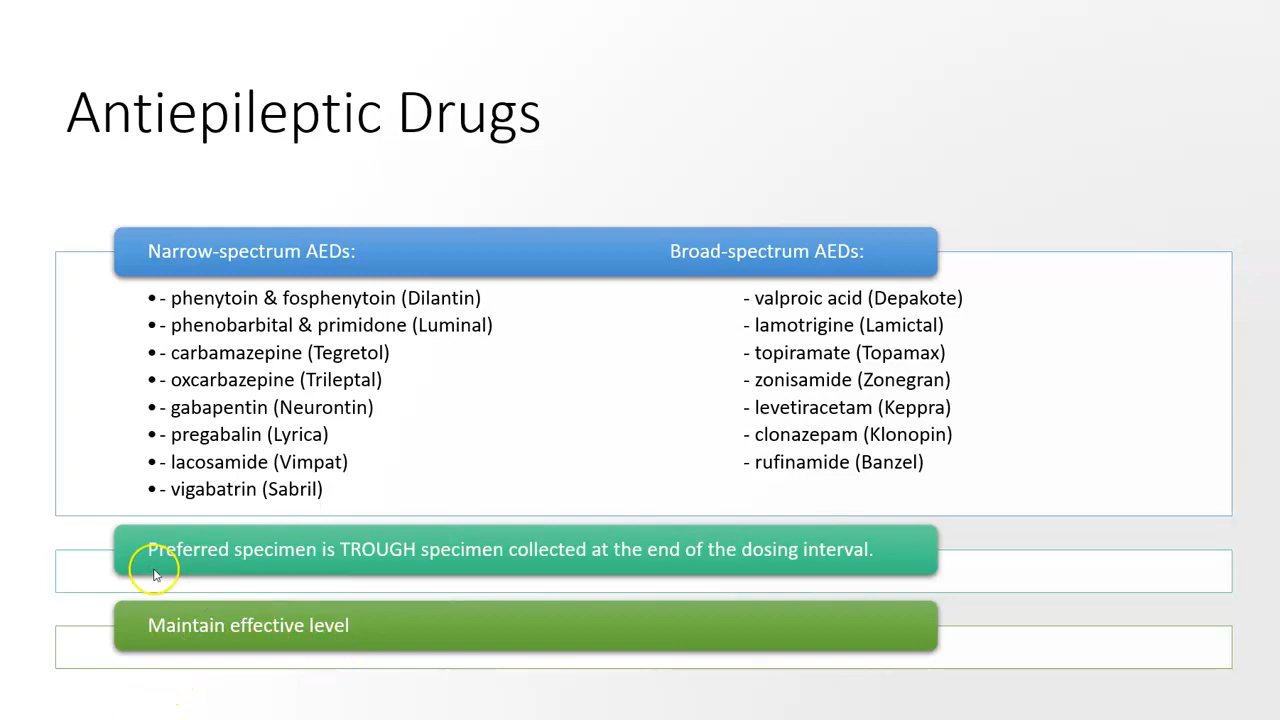 Antiepileptic Drugs
Narrow-spectrum AEDs: Broad-spectrum AEDs:
• - phenytoin & fosphenytoin (Dilantin) - valproic acid (Depakote)
• - phenobarbital & primidone (Luminal) - lamotrigine (Lamictal)
• - carbamazepine (Tegretol) - topiramate (Topamax)
• - oxcarbazepine (Trileptal) - zonisamide (Zonegran)
• - gabapentin (Neurontin) - levetiracetam (Keppra)
• - pregabalin (Lyrica) - clonazepam (Klonopin)
• - lacosamide (Vimpat) - rufinamide (Banzel)
• - vigabatrin (Sabril)
Preferred specimen is TROUGH specimen collected at the end of the dosing interval.
Maintain effective level